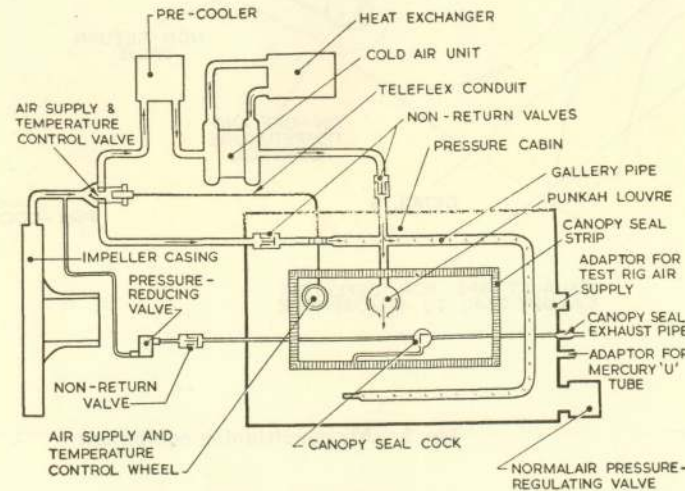 PRE-COOLER
HEAT EXCHANGER
COLD AIR UNIT
TELEFLEX CONDUIT
AIR SUPPLY &
TEMPERATURE
CONTROL VALVE
NON-RETURN VALVES
PRESSURE CABIN
GALLERY PIPE
PUNKAH LOUVRE
CANOPY SEAL
STRIP
ADAPTOR FOR
TEST RIG AIR
SUPPLY
IMPELLER CASING
PRESSURE-
REDUCING
VALVE
CANOPY SEAL
EXHAUST PIPE
ADAPTOR FOR
MERCURY 'U'
TUBE
NON-RETURN
VALVE
AIR SUPPLY AND
TEMPERATURE
CONTROL WHEEL
CANOPY SEAL COCK
NORMALAIR PRESSURE-
REGULATING VALVE